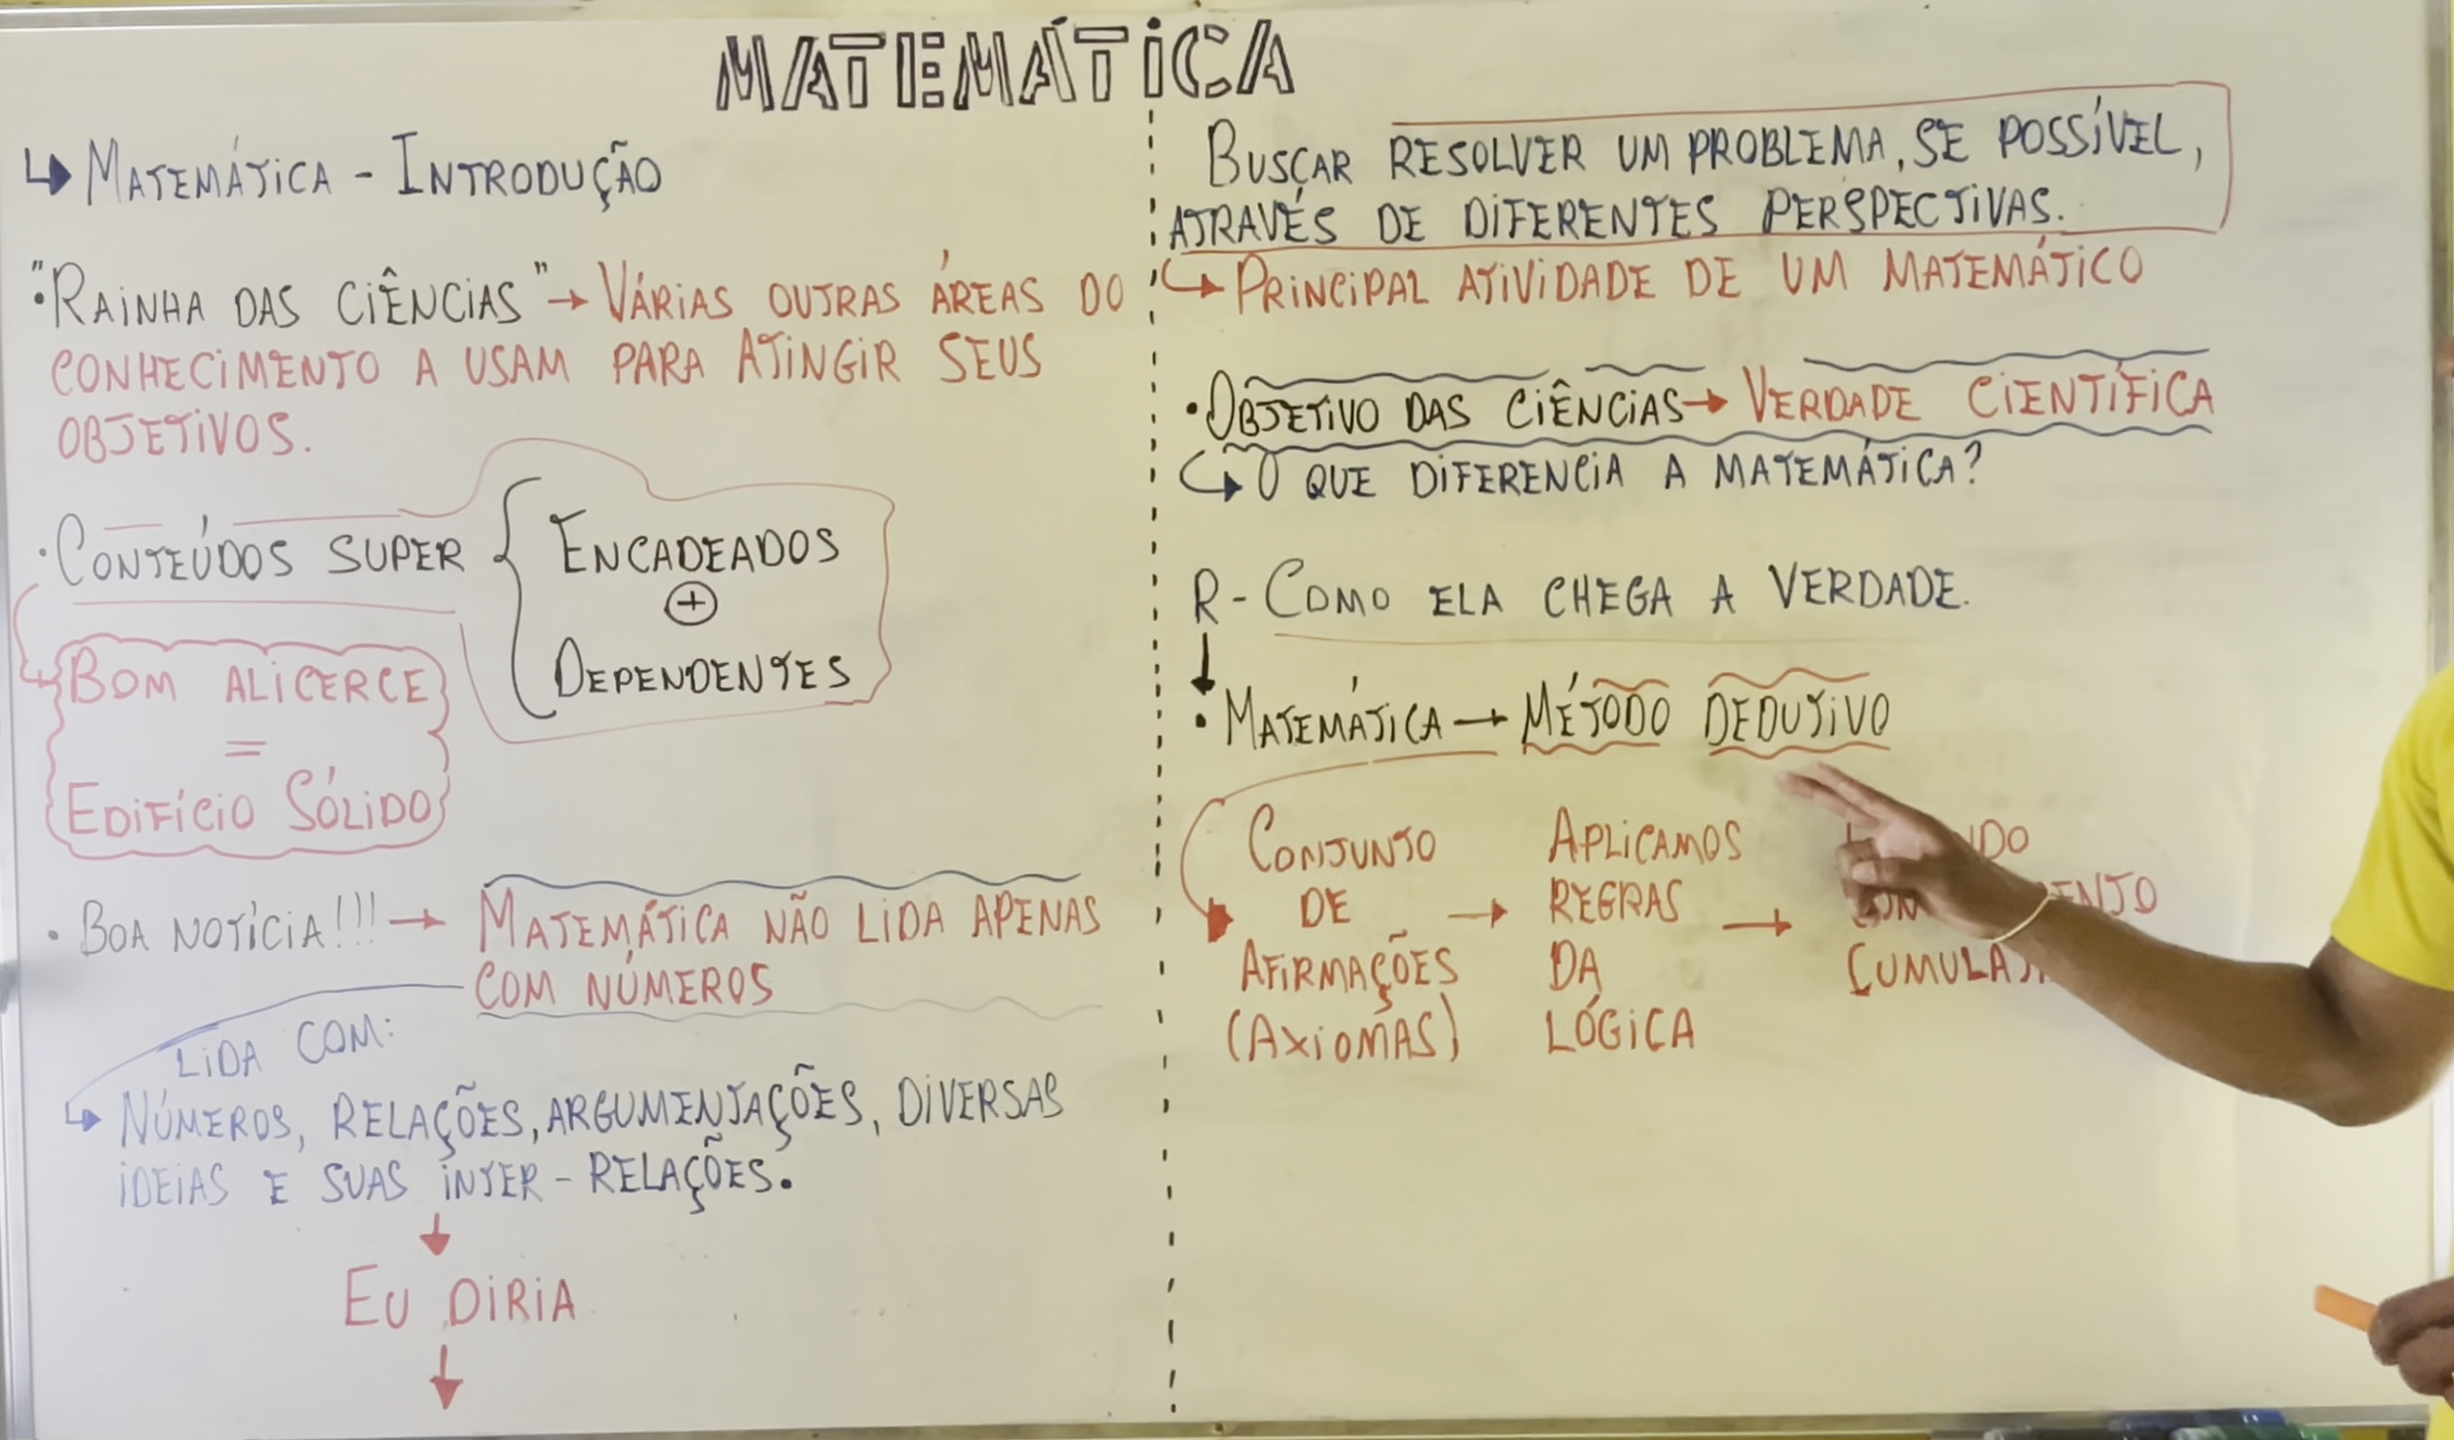 MATEMÁTICA
↳ MATEMÁTICA - INTRODUÇÃO
• "RAINHA DAS CIÊNCIAS" → VÁRIAS OUTRAS ÁREAS DO
CONHECIMENTO A USAM PARA ATINGIR SEUS
OBJETIVOS.
• CONTEÚDOS SUPER { ENCADEADOS
+
DEPENDENTES
BOM ALICERCE
=
EDIFÍCIO SÓLIDO
• BOA NOTÍCIA!!! → MATEMÁTICA NÃO LIDA APENAS
COM NÚMEROS
LIDA COM:
↳ NÚMEROS, RELAÇÕES, ARGUMENTAÇÕES, DIVERSAS
IDEIAS E SUAS INTER-RELAÇÕES.
↓
EU DIRIA
↓
BUSCAR RESOLVER UM PROBLEMA, SE POSSÍVEL,
ATRAVÉS DE DIFERENTES PERSPECTIVAS.
↳ PRINCIPAL ATIVIDADE DE UM MATEMÁTICO
• OBJETIVO DAS CIÊNCIAS → VERDADE CIENTÍFICA
↳ O QUE DIFERENCIA A MATEMÁTICA?
R - COMO ELA CHEGA A VERDADE.
↓
• MATEMÁTICA → MÉTODO DEDUTIVO
CONJUNTO
DE
AFIRMAÇÕES
(AXIOMAS)
→ APLICAMOS
REGRAS
DA
LÓGICA
→